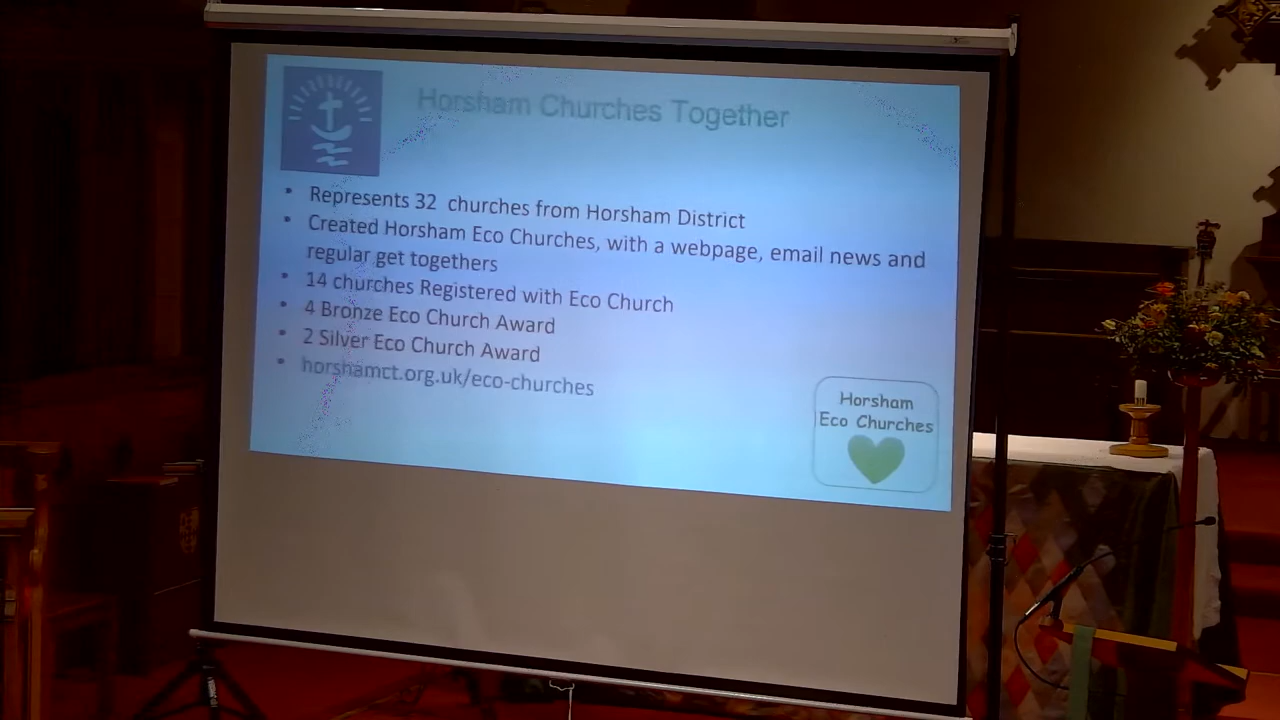 Horsham Churches Together
• Represents 32 churches from Horsham District
• Created Horsham Eco Churches, with a webpage, email news and
regular get togethers
• 14 churches Registered with Eco Church
• 4 Bronze Eco Church Award
• 2 Silver Eco Church Award
• horshamct.org.uk/eco-churches
Horsham
Eco Churches